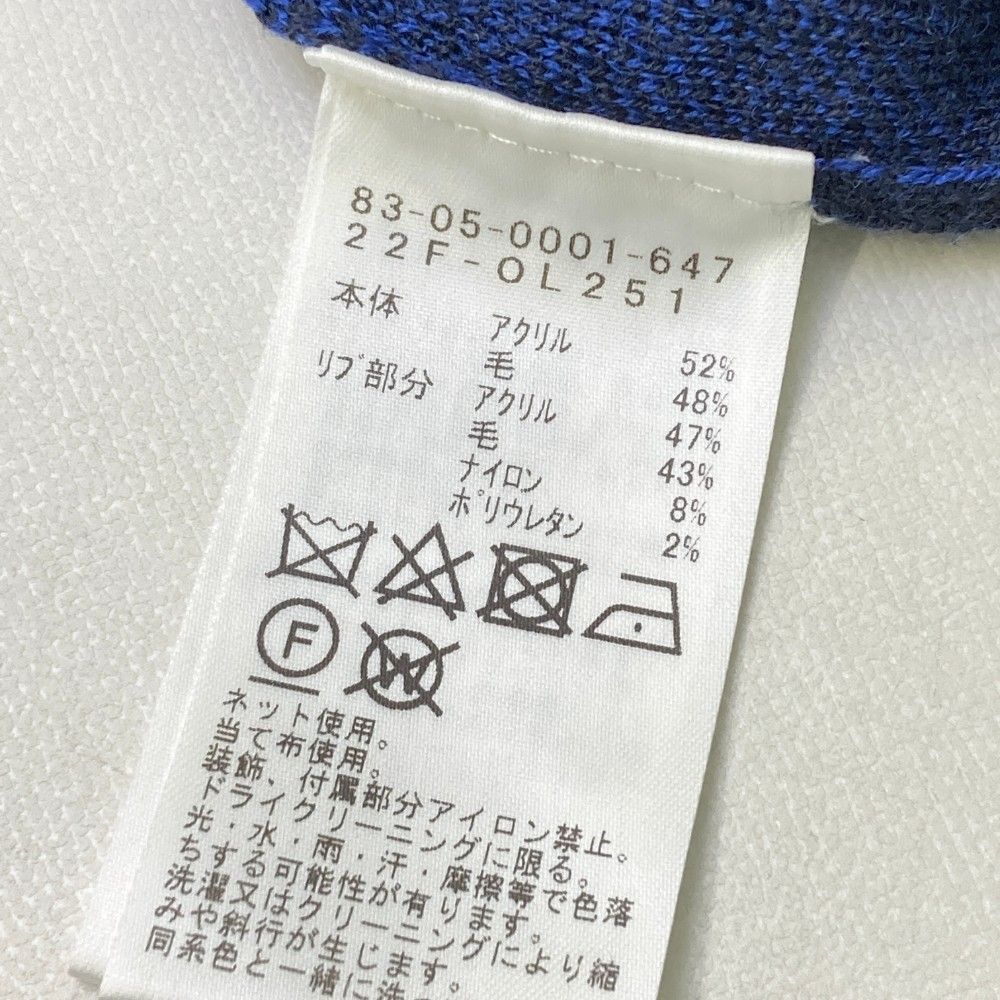 83-05-0001-647
22F-OL251
本体 アクリル 52%
毛 48%
リブ部分 アクリル 47%
毛 43%
ナイロン 8%
ポリウレタン 2%
F W
ネット使用。
当て布使用。
装飾、付属部分アイロン禁止。
ドライクリーニングに限る。
光・水・雨・汗・摩擦等で色落
ちする可能性が有ります。
洗濯又はクリーニングにより縮
みや斜行が生じます。
同系色と一緒に洗